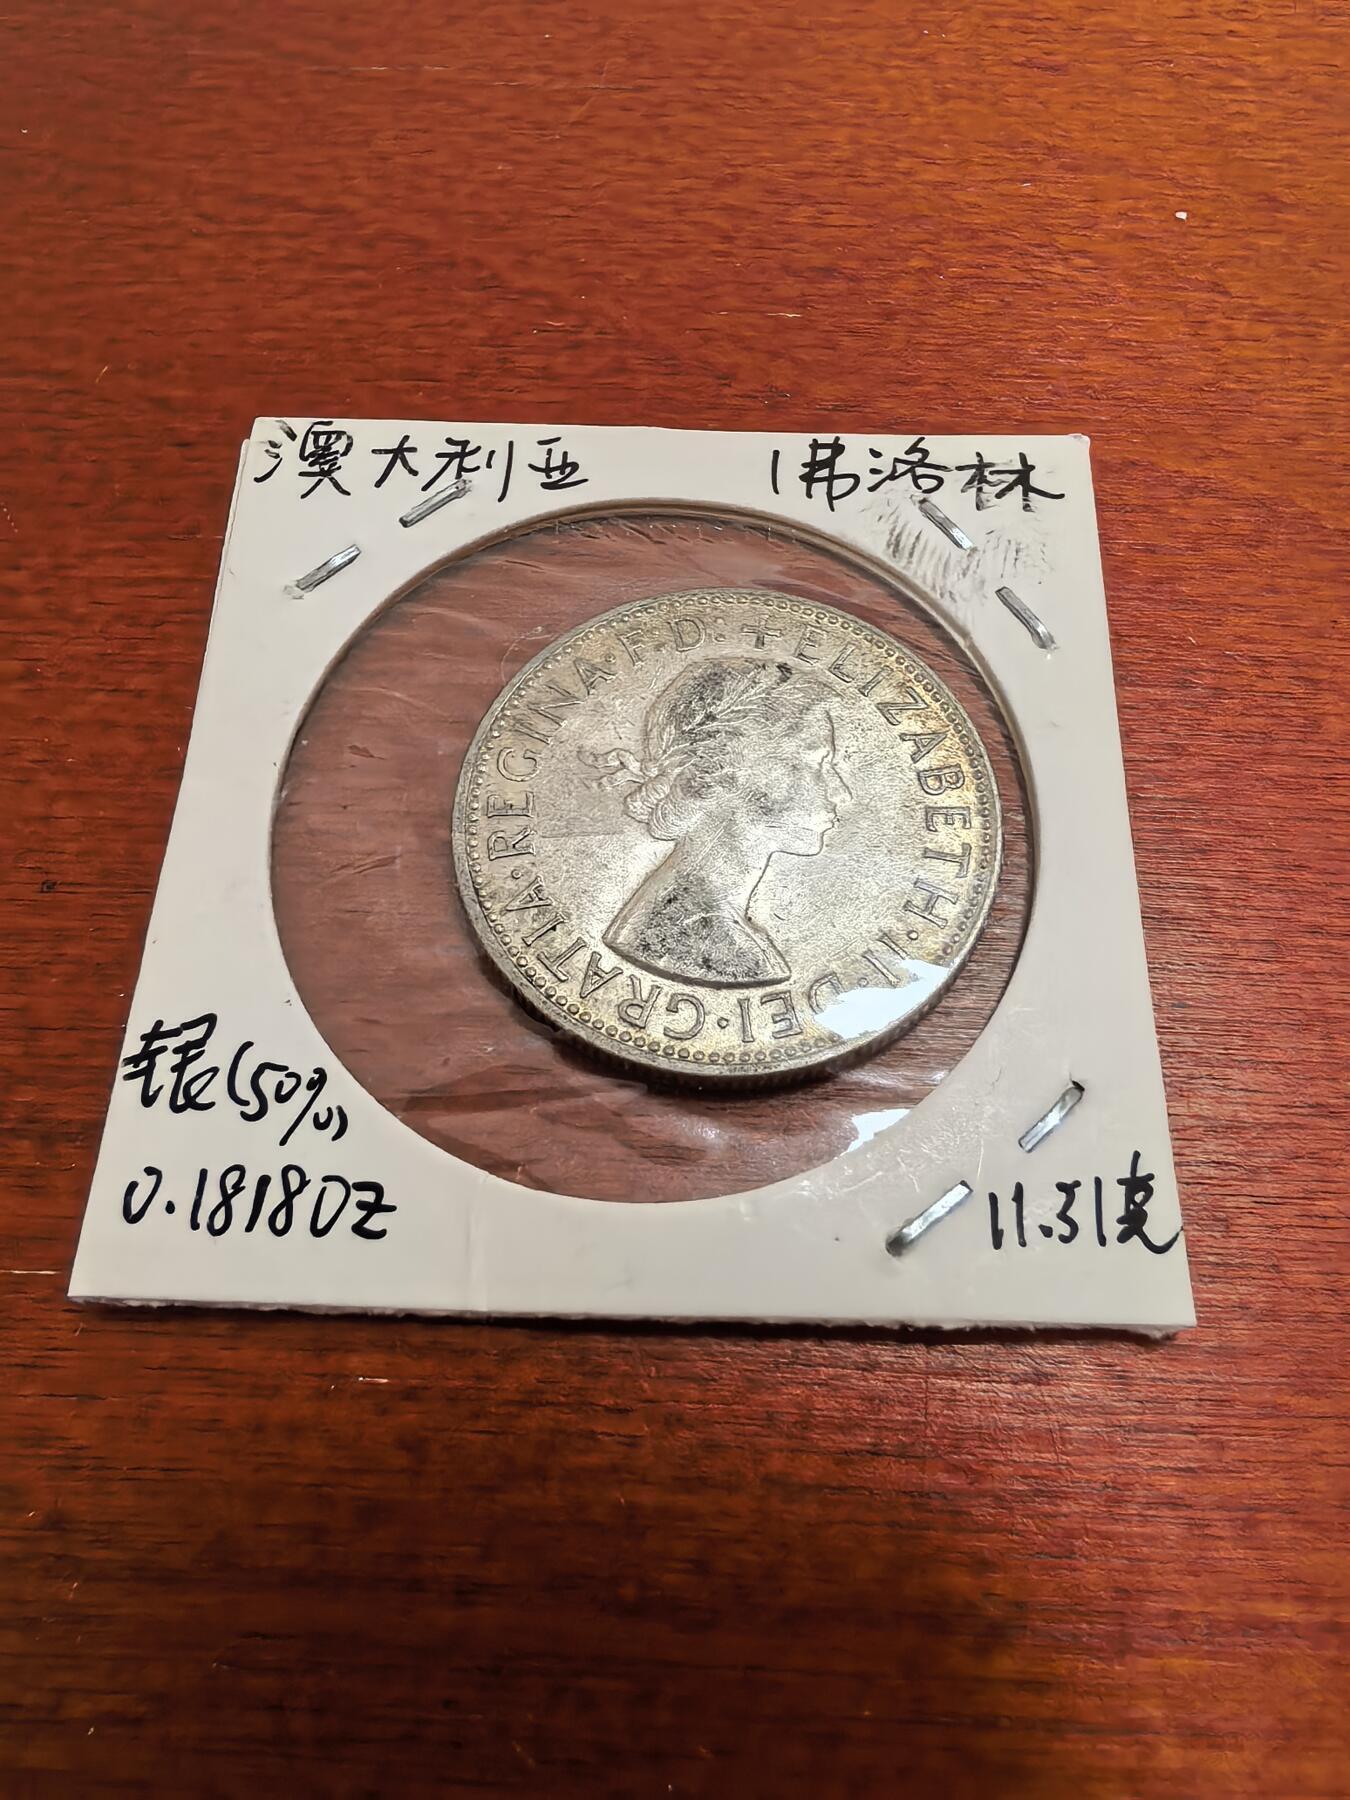 澳大利亚 1弗洛林
+ELIZABETH·II·DEI·GRATIA·REGINA·F:D:
银(50%)
0.1818OZ
11.31克